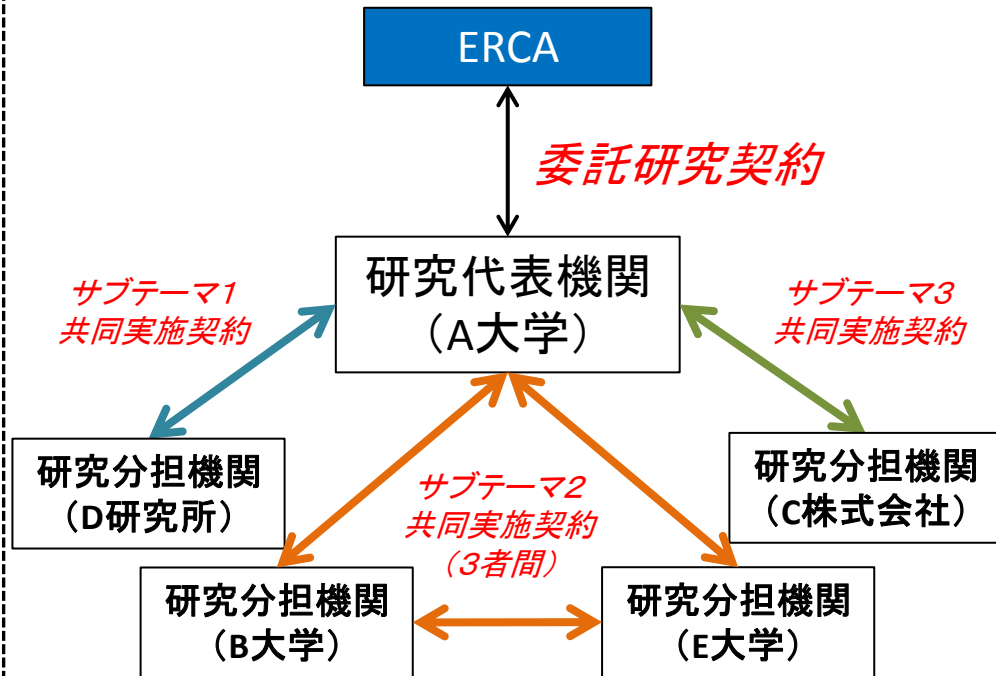 ERCA
委託研究契約
研究代表機関
（A大学）
サブテーマ1
共同実施契約
サブテーマ3
共同実施契約
研究分担機関
（D研究所）
サブテーマ2
共同実施契約
（3者間）
研究分担機関
（C株式会社）
研究分担機関
（B大学）
研究分担機関
（E大学）